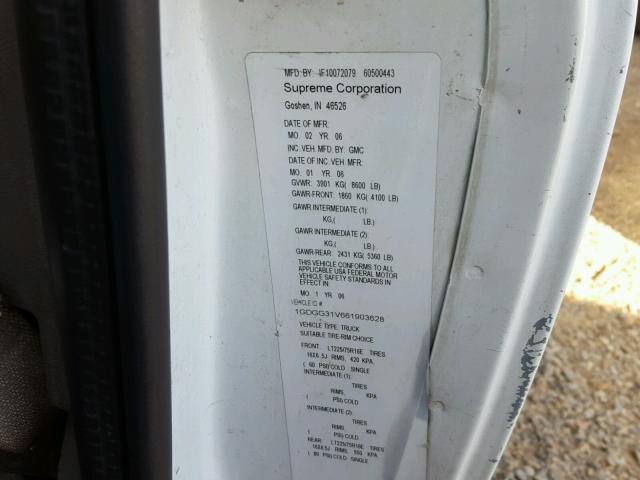 MFD. BY: IF10072079 60500443
Supreme Corporation
Goshen, IN 46526
DATE OF MFR:
MO. 02 YR. 06
INC. VEH. MFD. BY: GMC
DATE OF INC. VEH. MFR:
MO. 01 YR. 06
GVWR: 3901 KG( 8600 LB)
GAWR-FRONT: 1860 KG( 4100 LB)
GAWR INTERMEDIATE (1):
KG,( LB.)
GAWR INTERMEDIATE (2):
KG,( LB.)
GAWR-REAR: 2431 KG( 5360 LB)
THIS VEHICLE CONFORMS TO ALL
APPLICABLE USA FEDERAL MOTOR
VEHICLE SAFETY STANDARDS IN
EFFECT IN
MO. 1 YR 06
VEHICLE ID #
1GDGG31V661903628
VEHICLE TYPE TRUCK
SUITABLE TIRE-RIM CHOICE
FRONT LT225/75R16E TIRES
16X6.5J RIMS, 420 KPA
( 60 PSI) COLD SINGLE
INTERMEDIATE (1)
TIRES
RIMS, KPA
( PSI) COLD
INTERMEDIATE (2)
TIRES
RIMS, KPA
( PSI) COLD
REAR LT225/75R16E TIRES
16X6.5J RIMS, 550 KPA
( 80 PSI) COLD SINGLE